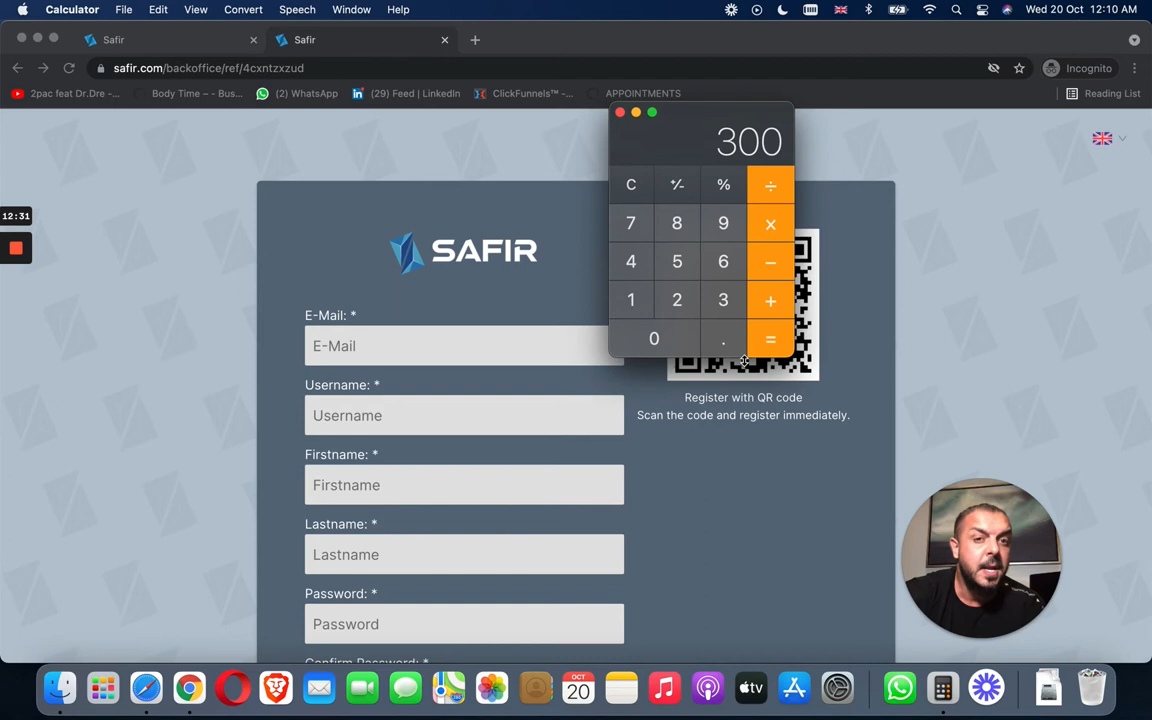 Calculator File Edit View Convert Speech Window Help Wed 20 Oct 12:10 AM
Safir Safir
safir.com/backoffice/ref/4cxntzxzud Incognito
2pac feat Dr.Dre -... Body Time – - Bus... (2) WhatsApp (29) Feed | LinkedIn ClickFunnels™ –... APPOINTMENTS Reading List
300
C +/- % ÷
7 8 9 ×
4 5 6 −
1 2 3 +
0 . =
12:31
SAFIR
E-Mail: *
E-Mail
Username: *
Username
Firstname: *
Firstname
Lastname: *
Lastname
Password: *
Password
Confirm Password: *
Register with QR code
Scan the code and register immediately.
OCT
20
tv